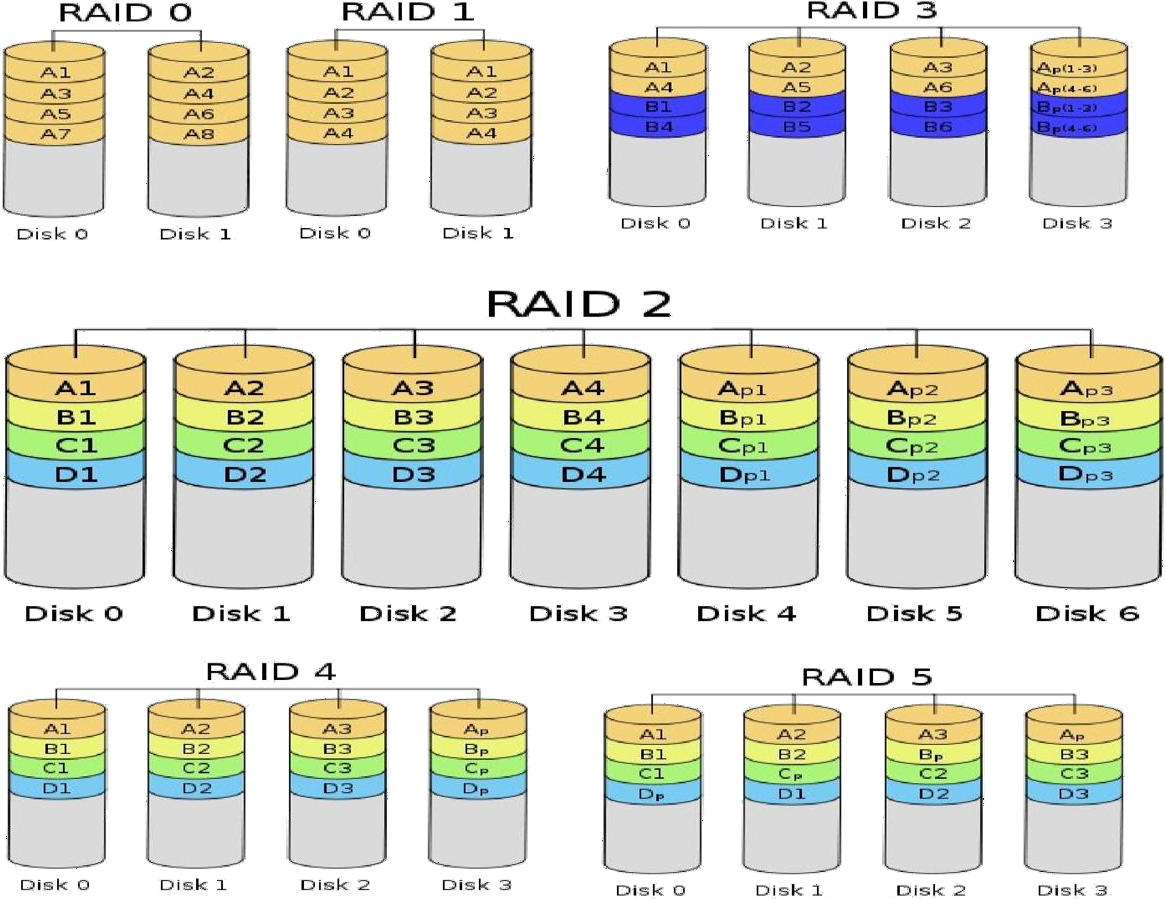 RAID 0 RAID 1 RAID 3
A1 A2 A1 A1 A1 A2 A3 Ap(1-3)
A3 A4 A2 A2 A4 A5 A6 Ap(4-6)
A5 A6 A3 A3 B1 B2 B3 Bp(1-3)
A7 A8 A4 A4 B4 B5 B6 Bp(4-6)
Disk 0 Disk 1 Disk 0 Disk 1 Disk 0 Disk 1 Disk 2 Disk 3
RAID 2
A1 A2 A3 A4 Ap1 Ap2 Ap3
B1 B2 B3 B4 Bp1 Bp2 Bp3
C1 C2 C3 C4 Cp1 Cp2 Cp3
D1 D2 D3 D4 Dp1 Dp2 Dp3
Disk 0 Disk 1 Disk 2 Disk 3 Disk 4 Disk 5 Disk 6
RAID 4 RAID 5
A1 A2 A3 Ap A1 A2 A3 Ap
B1 B2 B3 Bp B1 B2 Bp B3
C1 C2 C3 Cp C1 Cp C2 C3
D1 D2 D3 Dp Dp D1 D2 D3
Disk 0 Disk 1 Disk 2 Disk 3 Disk 0 Disk 1 Disk 2 Disk 3